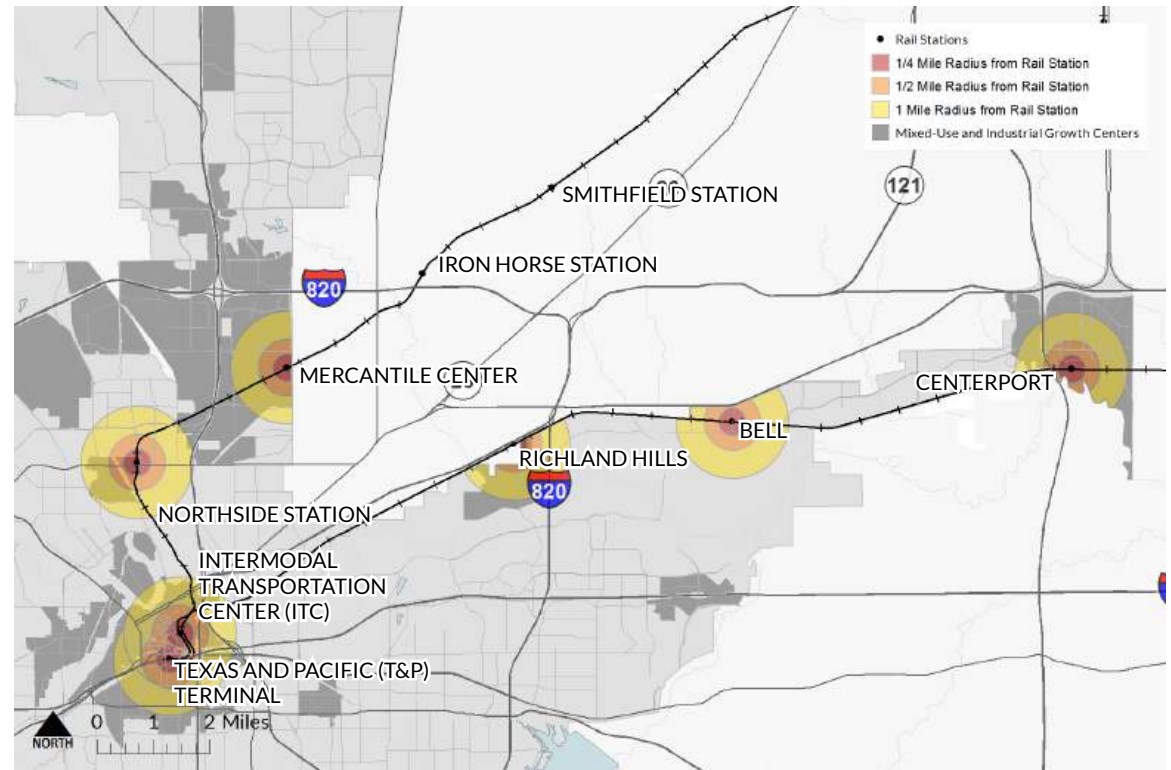 Rail Stations
1/4 Mile Radius from Rail Station
1/2 Mile Radius from Rail Station
1 Mile Radius from Rail Station
Mixed-Use and Industrial Growth Centers
121
SMITHFIELD STATION
IRON HORSE STATION
820
MERCANTILE CENTER
CENTERPORT
BELL
RICHLAND HILLS
820
NORTHSIDE STATION
INTERMODAL
TRANSPORTATION
CENTER (ITC)
TEXAS AND PACIFIC (T&P)
TERMINAL
0 1 2 Miles
NORTH